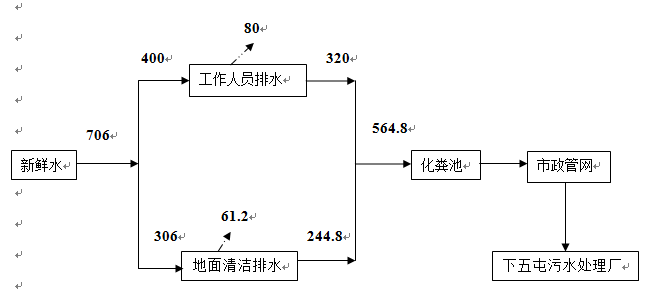 80
400
320
工作人员排水
706
564.8
新鲜水
化粪池
市政管网
306
61.2
244.8
地面清洁排水
下五屯污水处理厂